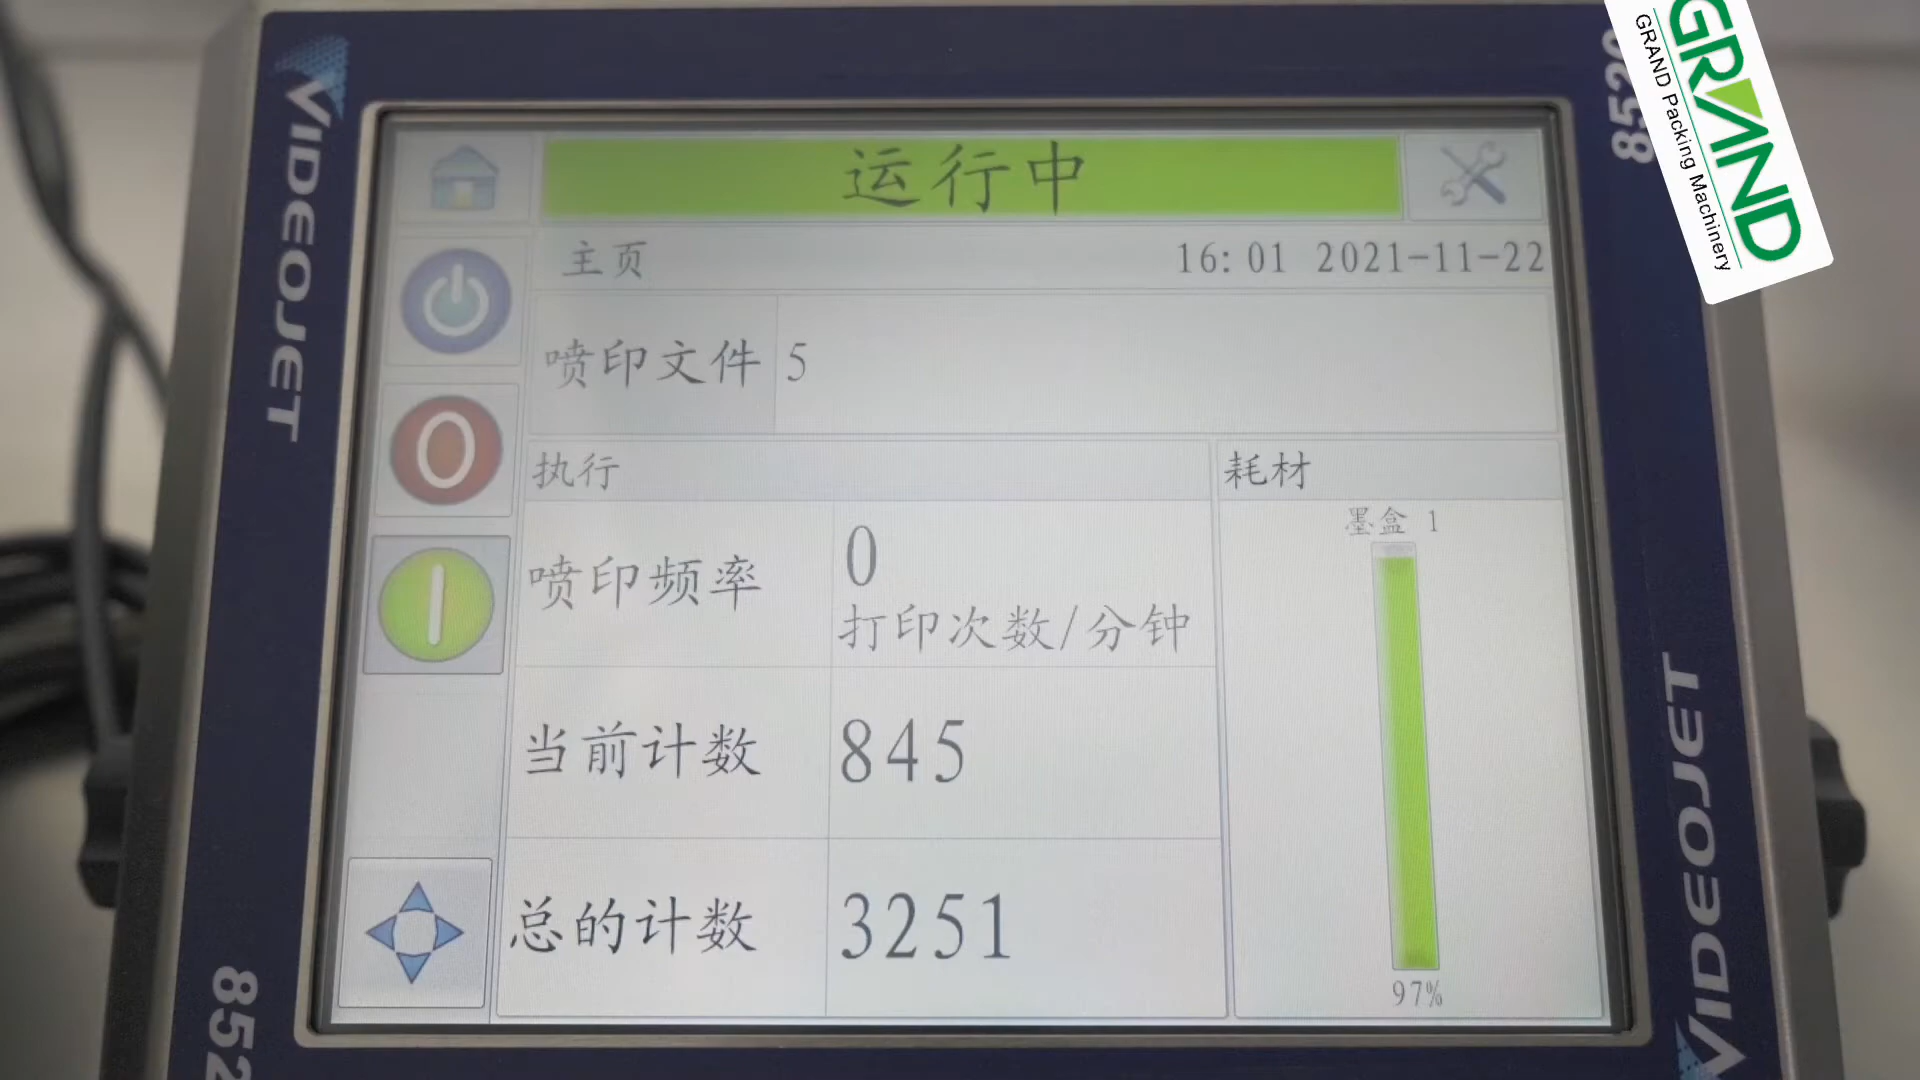 VIDEOJET
GRAND
GRAND Packing Machinery
运行中
主页
16:01 2021-11-22
喷印文件
5
执行
耗材
墨盒 1
喷印频率
0
打印次数/分钟
当前计数
845
总的计数
3251
97%
VIDEOJET